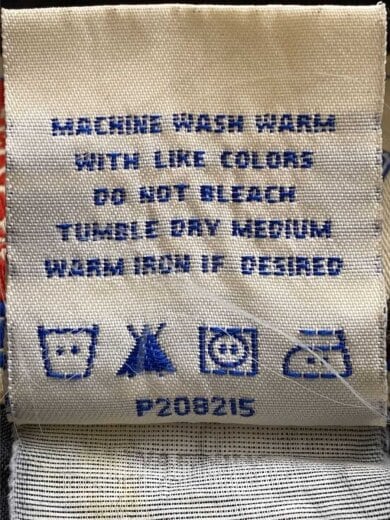 MACHINE WASH WARM
WITH LIKE COLORS
DO NOT BLEACH
TUMBLE DRY MEDIUM
WARM IRON IF DESIRED
P208215